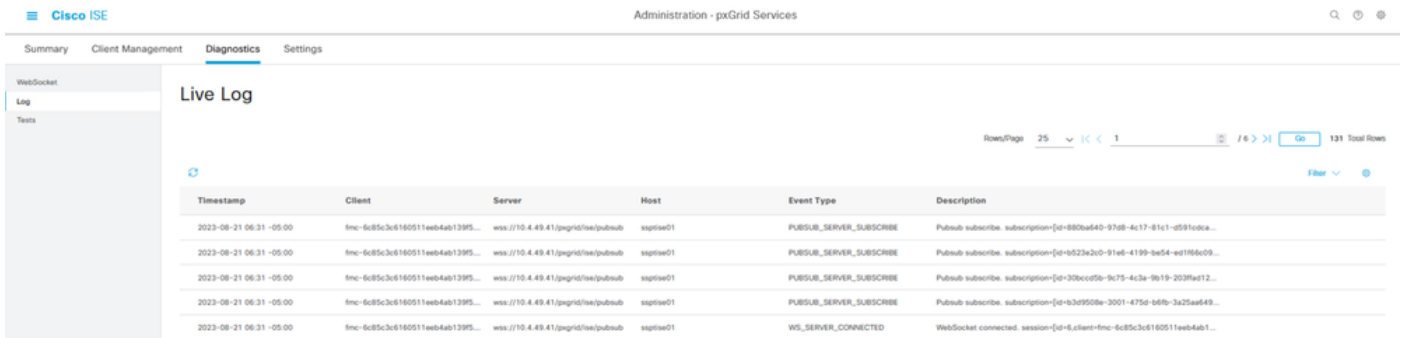 Cisco ISE
Administration - pxGrid Services
Summary Client Management Diagnostics Settings
WebSocket
Log
Tests
Live Log
Rows/Page 25 1 / 6 Go 131 Total Rows
Filter
Timestamp Client Server Host Event Type Description
2023-08-21 06:31 -05:00 fmc-6c85c3c6160511eeb4ab139f5... wss://10.4.49.41/pxgrid/ise/pubsub ssptise01 PUBSUB_SERVER_SUBSCRIBE Pubsub subscribe. subscription=[id=880ba640-97d8-4c17-81c1-d591cdca...
2023-08-21 06:31 -05:00 fmc-6c85c3c6160511eeb4ab139f5... wss://10.4.49.41/pxgrid/ise/pubsub ssptise01 PUBSUB_SERVER_SUBSCRIBE Pubsub subscribe. subscription=[id=b523e2c0-91e6-4199-be54-ed1f66c09...
2023-08-21 06:31 -05:00 fmc-6c85c3c6160511eeb4ab139f5... wss://10.4.49.41/pxgrid/ise/pubsub ssptise01 PUBSUB_SERVER_SUBSCRIBE Pubsub subscribe. subscription=[id=30bccd5b-9c75-4c3a-9b19-203ffad12...
2023-08-21 06:31 -05:00 fmc-6c85c3c6160511eeb4ab139f5... wss://10.4.49.41/pxgrid/ise/pubsub ssptise01 PUBSUB_SERVER_SUBSCRIBE Pubsub subscribe. subscription=[id=b3d9508e-3001-475d-b6fb-3a25aa649...
2023-08-21 06:31 -05:00 fmc-6c85c3c6160511eeb4ab139f5... wss://10.4.49.41/pxgrid/ise/pubsub ssptise01 WS_SERVER_CONNECTED WebSocket connected. session=[id=6,client=fmc-6c85c3c6160511eeb4ab1...